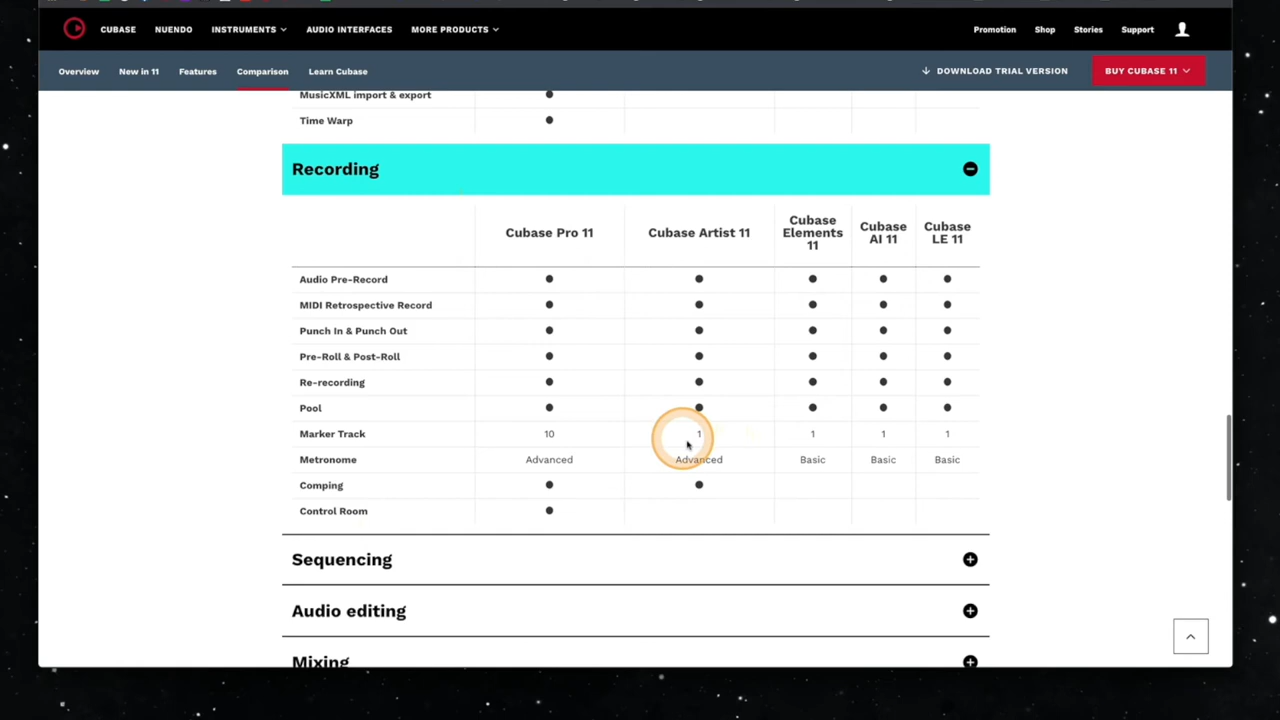 CUBASE NUENDO INSTRUMENTS AUDIO INTERFACES MORE PRODUCTS Promotion Shop Stories Support
Overview New in 11 Features Comparison Learn Cubase DOWNLOAD TRIAL VERSION BUY CUBASE 11
MusicXML import & export
Time Warp
Recording
Cubase Pro 11 Cubase Artist 11 Cubase Elements 11 Cubase AI 11 Cubase LE 11
Audio Pre-Record
MIDI Retrospective Record
Punch In & Punch Out
Pre-Roll & Post-Roll
Re-recording
Pool
Marker Track 10 1 1 1 1
Metronome Advanced Advanced Basic Basic Basic
Comping
Control Room
Sequencing
Audio editing
Mixing